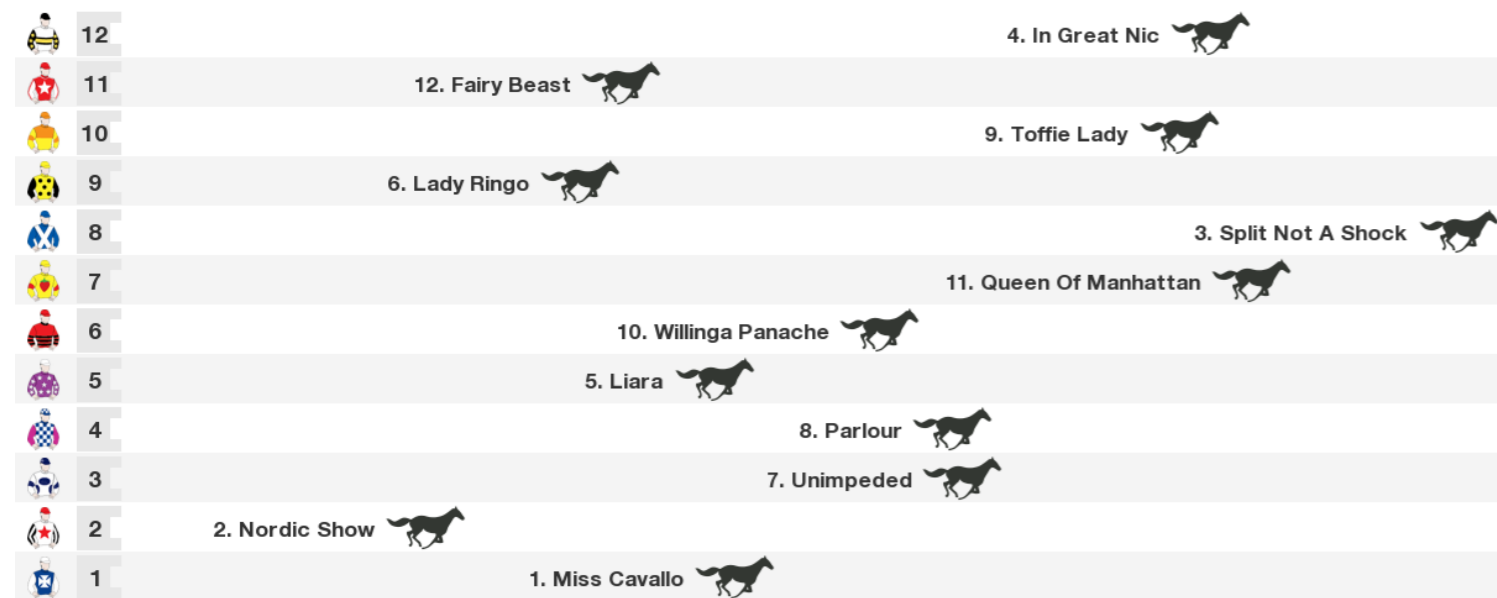 12 4. In Great Nic
11 12. Fairy Beast
10 9. Toffie Lady
9 6. Lady Ringo
8 3. Split Not A Shock
7 11. Queen Of Manhattan
6 10. Willinga Panache
5 5. Liara
4 8. Parlour
3 7. Unimpeded
2 2. Nordic Show
1 1. Miss Cavallo